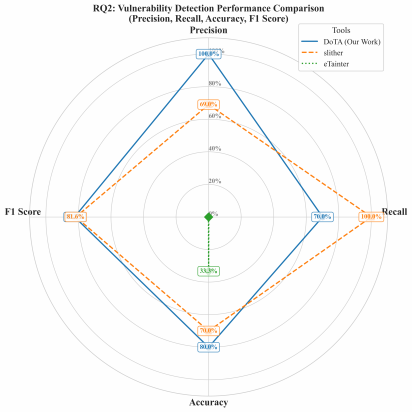 RQ2: Vulnerability Detection Performance Comparison
(Precision, Recall, Accuracy, F1 Score)
Precision
Tools
DoTA (Our Work)
slither
eTainter
100.0%
80%
69.0%
60%
40%
20%
0%
F1 Score
81.6%
70.0%
100.0%
Recall
33.3%
70.0%
80.0%
Accuracy